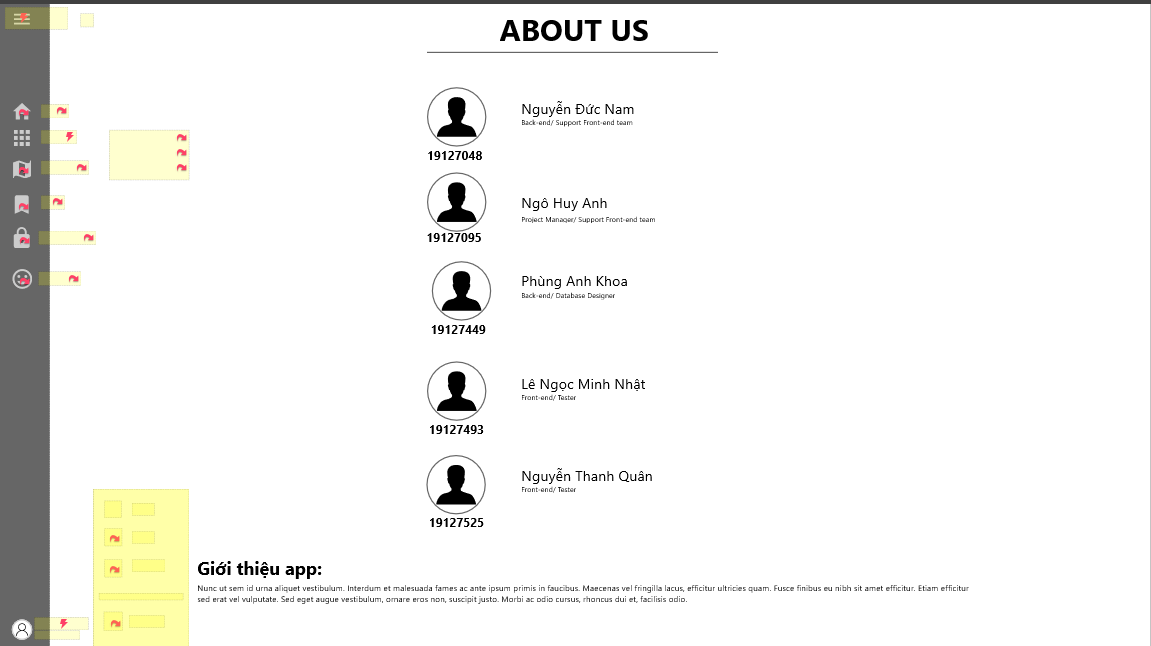 ABOUT US
Nguyễn Đức Nam
Back-end/ Support Front-end team
19127048
Ngô Huy Anh
Project Manager/ Support Front-end team
19127095
Phùng Anh Khoa
Back-end/ Database Designer
19127449
Lê Ngọc Minh Nhật
Front-end/ Tester
19127493
Nguyễn Thanh Quân
Front-end/ Tester
19127525
Giới thiệu app:
Nunc ut sem id urna aliquet vestibulum. Interdum et malesuada fames ac ante ipsum primis in faucibus. Maecenas vel fringilla lacus, efficitur ultricies quam. Fusce finibus eu nibh sit amet efficitur. Etiam efficitur
sed erat vel vulputate. Sed eget augue vestibulum, ornare eros non, suscipit justo. Morbi ac odio cursus, rhoncus dui et, facilisis odio.